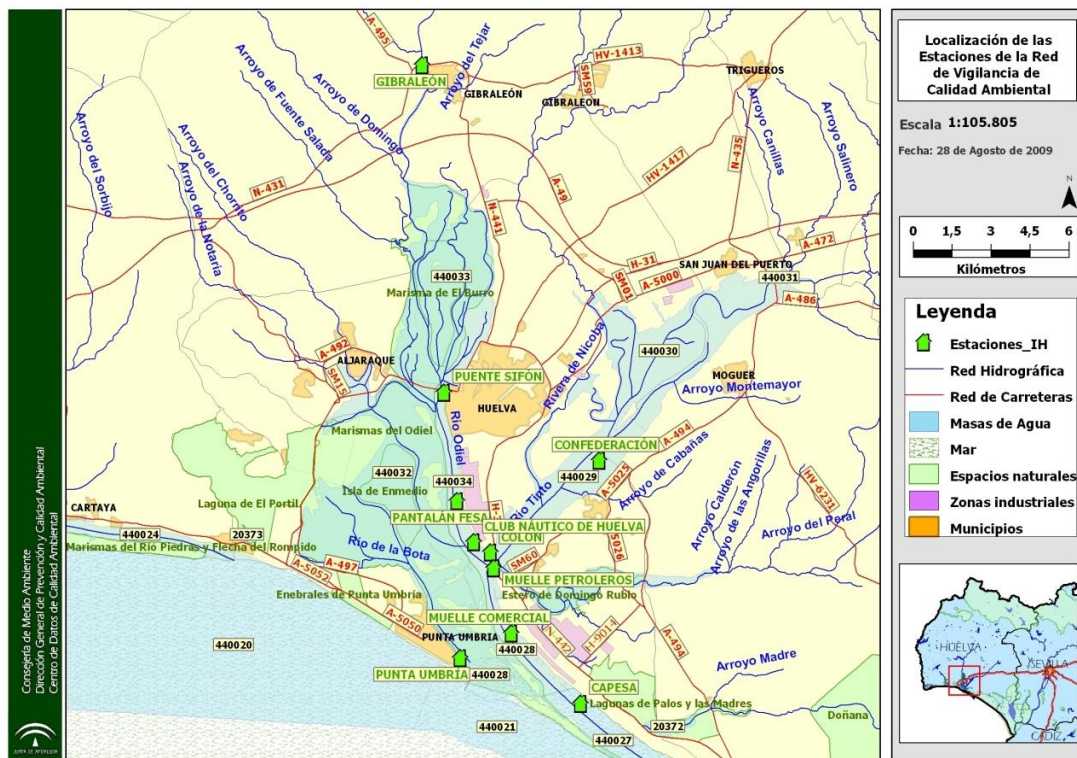 Consejería de Medio Ambiente
Dirección General de Prevención y Calidad Ambiental
Centro de Datos de Calidad Ambiental
JUNTA DE ANDALUCIA
A-495
GIBRALEÓN
Arroyo del Tejar
GIBRALEÓN
HV-1413
SM59
GIBRALEON
TRIGUEROS
Arroyo de Domingo
Arroyo de Fuente Salada
Arroyo del Chorrito
Arroyo de la Notaria
Arroyo del Sorbijo
Arroyo Canillas
Arroyo Salinero
N-435
HV-1417
A-49
N-431
N-441
H-31
A-5000
SM01
A-472
SAN JUAN DEL PUERTO
440031
A-486
440033
Marisma de El Burro
440030
Rivera de Nicoba
A-492
ALJARAQUE
SM15
PUENTE SIFÓN
HUELVA
MOGUER
Arroyo Montemayor
Marismas del Odiel
Río Odiel
CONFEDERACIÓN
A-494
440032
440034
440029
A-5025
Arroyo de Cabañas
Isla de Enmedio
Laguna de El Portil
Río Tinto
Arroyo Calderón
Arroyo de las Angorillas
HV-6231
CARTAYA
PANTALÁN FESA
H-
CLUB NÁUTICO DE HUELVA
COLÓN
5026
Arroyo del Peral
440024
20373
Marismas del Río Piedras y Flecha del Rompido
Río de la Bota
SM60
A-5052
A-497
MUELLE PETROLEROS
Enebrales de Punta Umbría
Estero de Domingo Rubio
MUELLE COMERCIAL
A-5050
PUNTA UMBRIA
440028
N-442
H-9014
A-494
440020
PUNTA UMBRÍA
440028
Arroyo Madre
CAPESA
Lagunas de Palos y las Madres
Doñana
440021
20372
440027
Localización de las
Estaciones de la Red
de Vigilancia de
Calidad Ambiental
Escala 1:105.805
Fecha: 28 de Agosto de 2009
N
0 1,5 3 4,5 6
Kilómetros
Leyenda
Estaciones_IH
Red Hidrográfica
Red de Carreteras
Masas de Agua
Mar
Espacios naturales
Zonas industriales
Municipios
HUELVA
SEVILLA
CÁDIZ